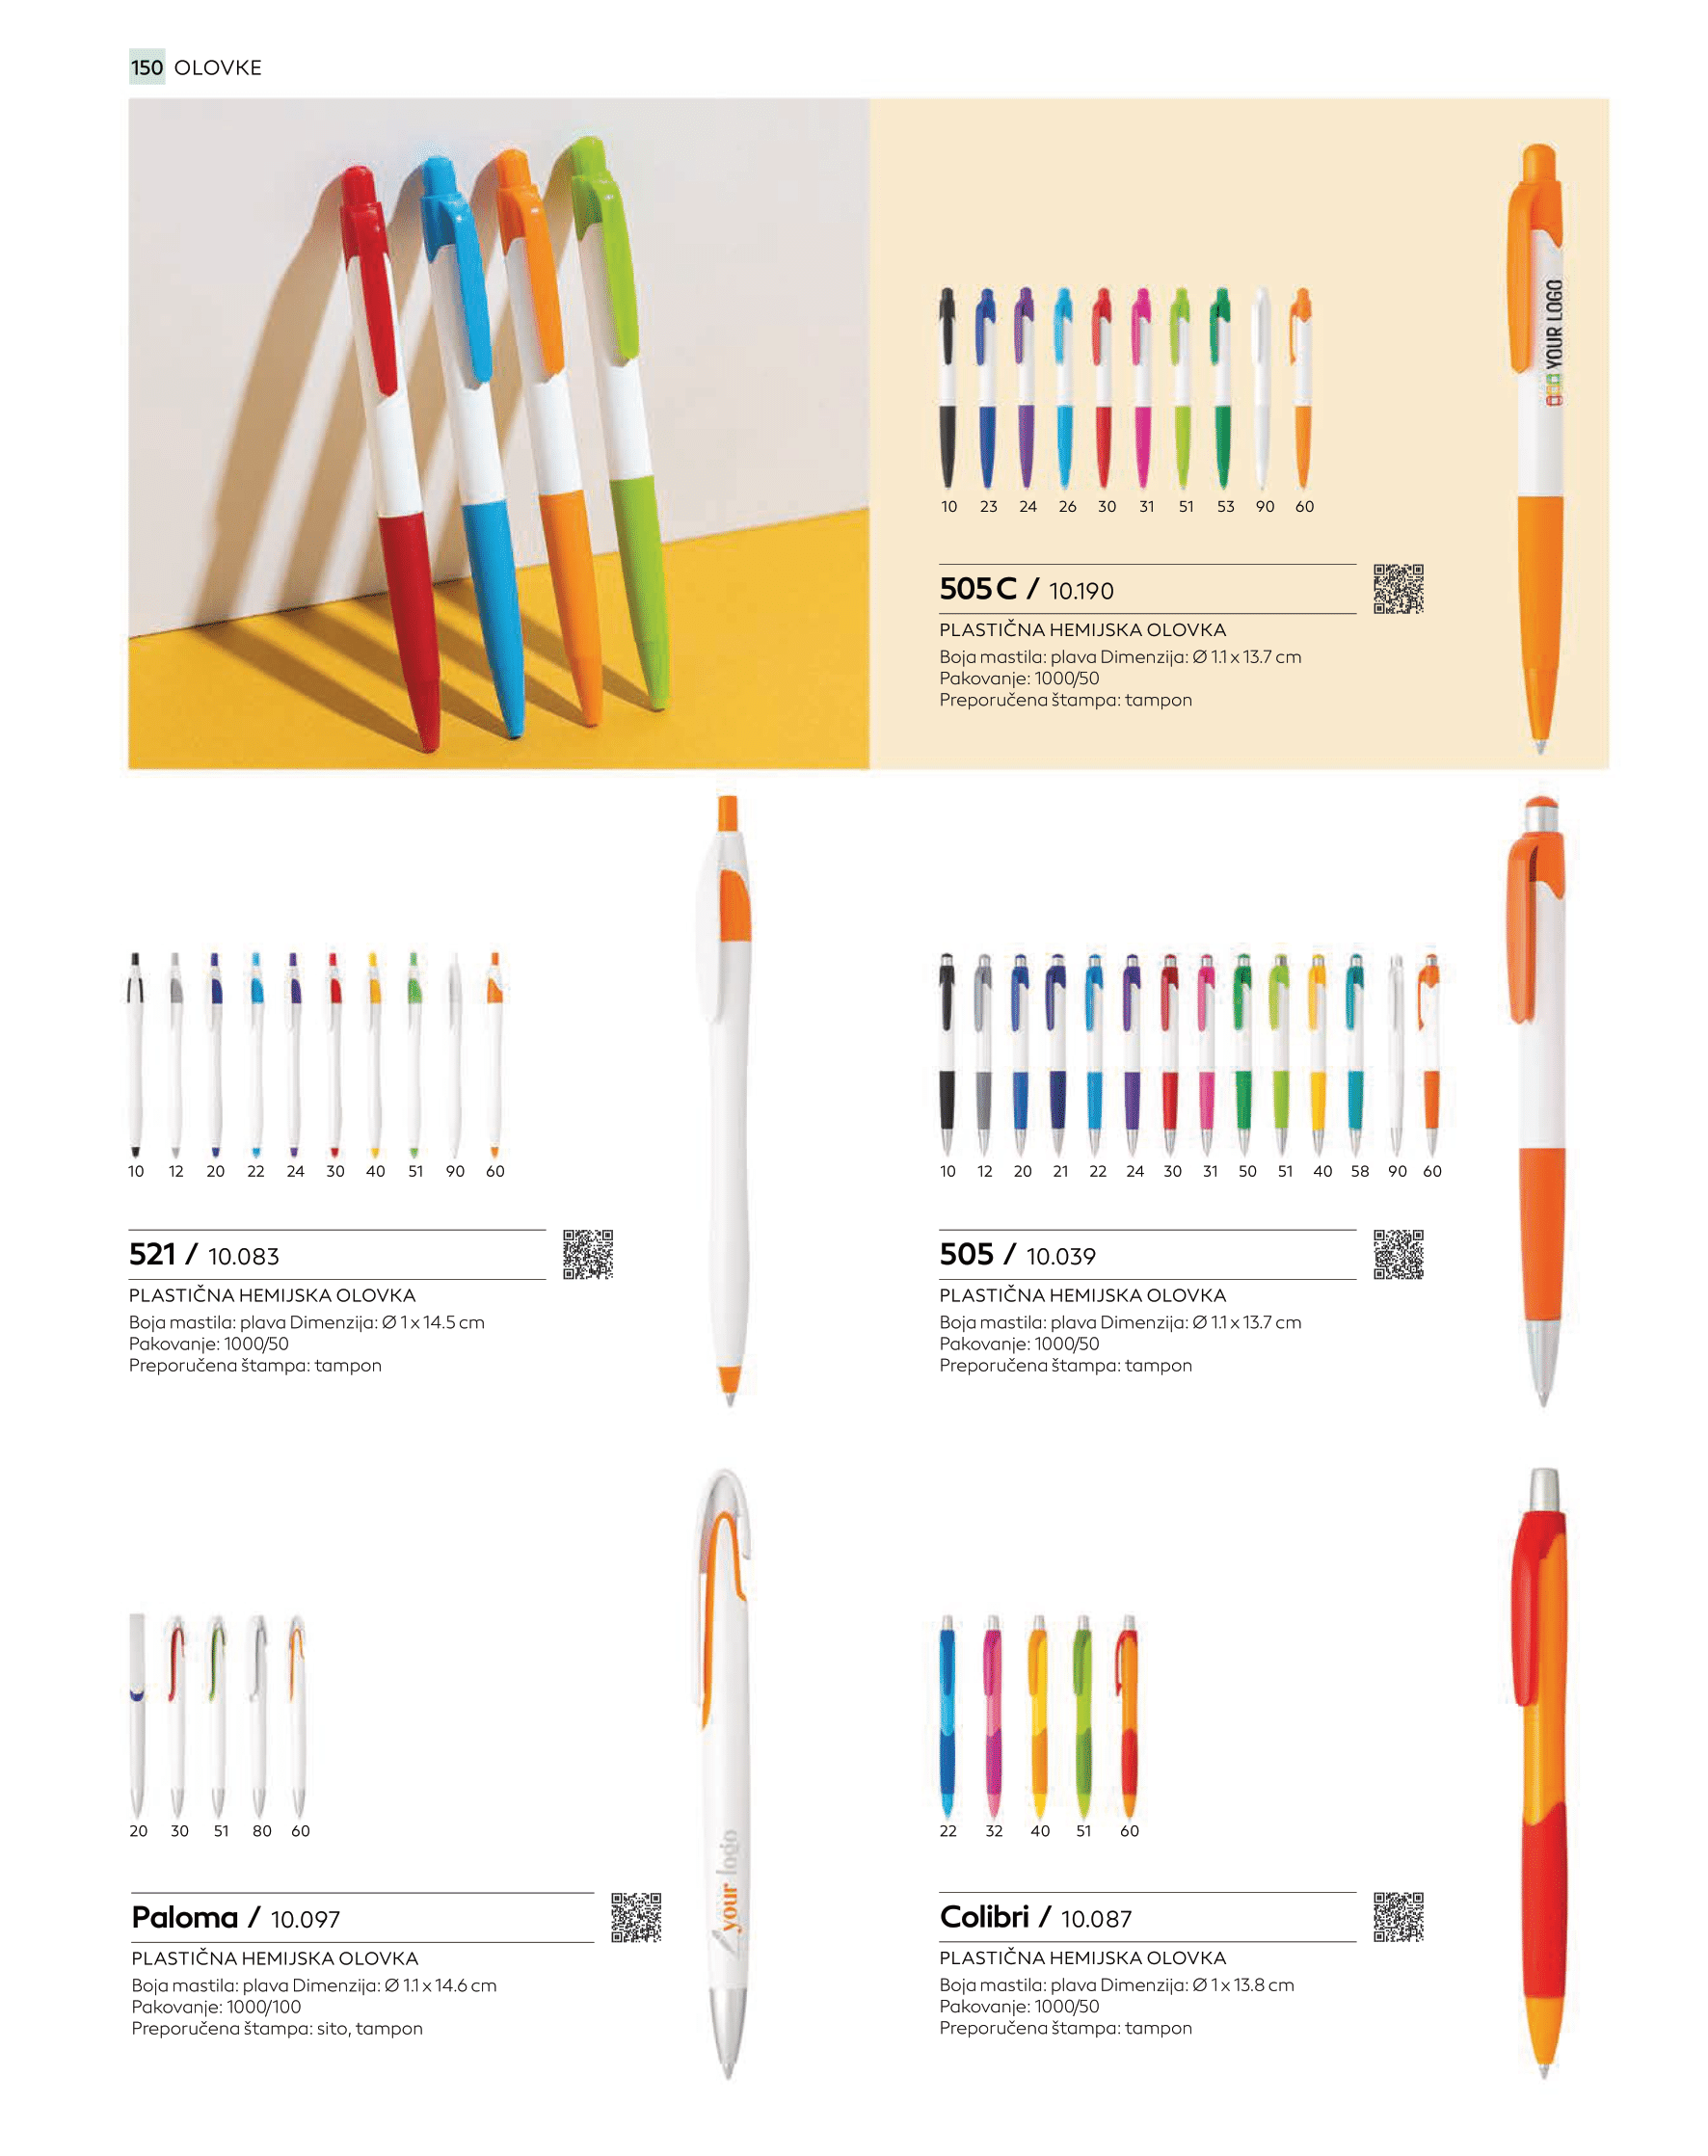 150 OLOVKE
YOUR LOGO
10 23 24 26 30 31 51 53 90 60
505 C / 10.190
PLASTIČNA HEMIJSKA OLOVKA
Boja mastila: plava Dimenzija: Ø 1.1 x 13.7 cm
Pakovanje: 1000/50
Preporučena štampa: tampon
10 12 20 22 24 30 40 51 90 60
521 / 10.083
PLASTIČNA HEMIJSKA OLOVKA
Boja mastila: plava Dimenzija: Ø 1 x 14.5 cm
Pakovanje: 1000/50
Preporučena štampa: tampon
10 12 20 21 22 24 30 31 50 51 40 58 90 60
505 / 10.039
PLASTIČNA HEMIJSKA OLOVKA
Boja mastila: plava Dimenzija: Ø 1.1 x 13.7 cm
Pakovanje: 1000/50
Preporučena štampa: tampon
20 30 51 80 60
your logo
Paloma / 10.097
PLASTIČNA HEMIJSKA OLOVKA
Boja mastila: plava Dimenzija: Ø 1.1 x 14.6 cm
Pakovanje: 1000/100
Preporučena štampa: sito, tampon
22 32 40 51 60
Colibri / 10.087
PLASTIČNA HEMIJSKA OLOVKA
Boja mastila: plava Dimenzija: Ø 1 x 13.8 cm
Pakovanje: 1000/50
Preporučena štampa: tampon